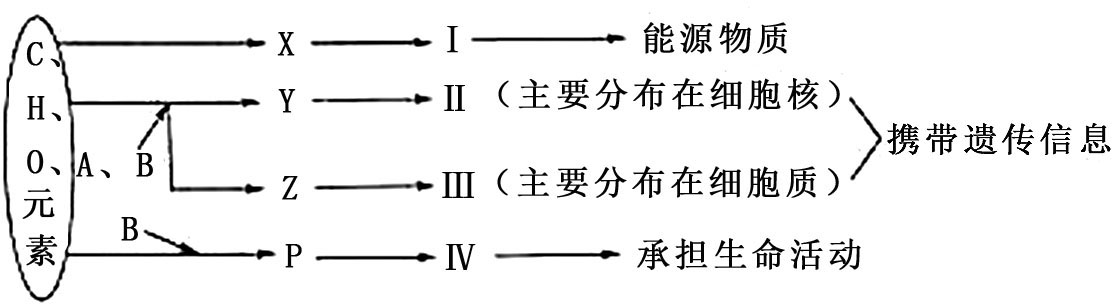 C、H、O、元素
X Ⅰ 能源物质
Y Ⅱ （主要分布在细胞核）
A、B
携带遗传信息
Z Ⅲ （主要分布在细胞质）
B
P Ⅳ 承担生命活动